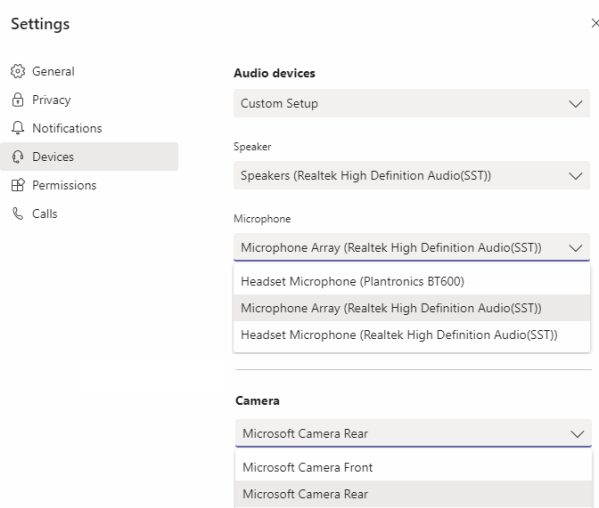 Settings
General
Privacy
Notifications
Devices
Permissions
Calls
Audio devices
Custom Setup
Speaker
Speakers (Realtek High Definition Audio(SST))
Microphone
Microphone Array (Realtek High Definition Audio(SST))
Headset Microphone (Plantronics BT600)
Microphone Array (Realtek High Definition Audio(SST))
Headset Microphone (Realtek High Definition Audio(SST))
Camera
Microsoft Camera Rear
Microsoft Camera Front
Microsoft Camera Rear